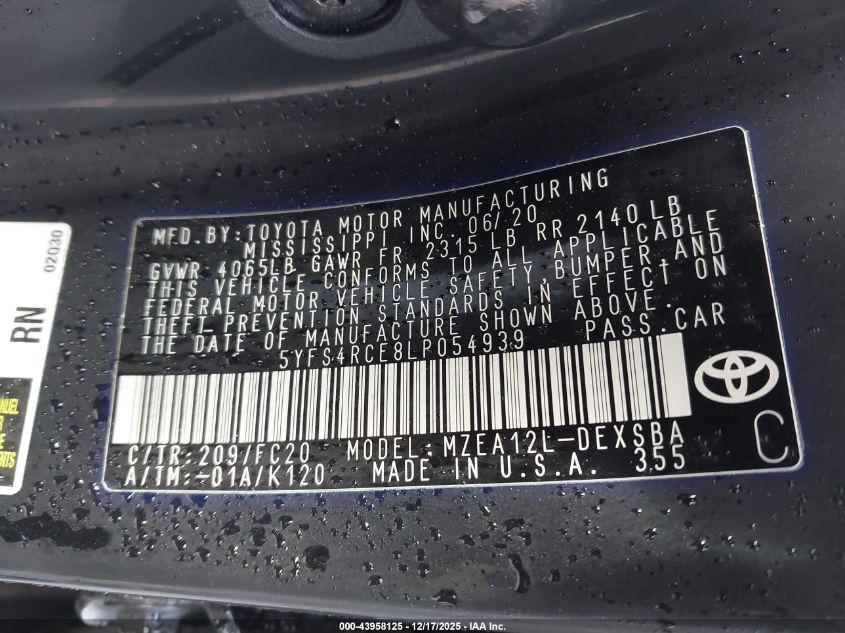 MFD. BY: TOYOTA MOTOR MANUFACTURING
MISSISSIPPI INC. 06/20
GVWR 4065LB GAWR FR 2315 LB RR 2140 LB
THIS VEHICLE CONFORMS TO ALL APPLICABLE
FEDERAL MOTOR VEHICLE SAFETY, BUMPER, AND
THEFT PREVENTION STANDARDS IN EFFECT ON
THE DATE OF MANUFACTURE SHOWN ABOVE.
5YFS4RCE8LP054939 PASS. CAR
C/TR: 209/FC20 MODEL: MZEA12L-DEXSBA
A/TM: -01A/K120 MADE IN U.S.A. 355
C
RN
02Q30
ANUEL
R
ENTS
000-43958125 - 12/17/2025 - IAA Inc.